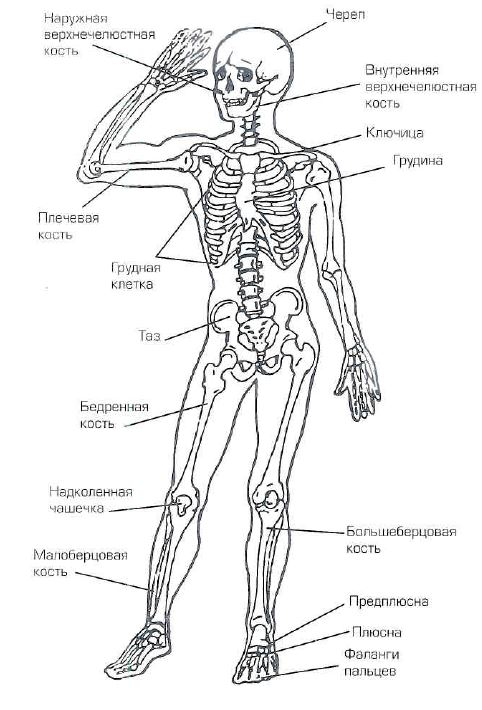 Наружная
верхнечелюстная
кость
Череп
Внутренняя
верхнечелюстная
кость
Ключица
Грудина
Плечевая
кость
Грудная
клетка
Таз
Бедренная
кость
Надколенная
чашечка
Большеберцовая
кость
Малоберцовая
кость
Предплюсна
Плюсна
Фаланги
пальцев